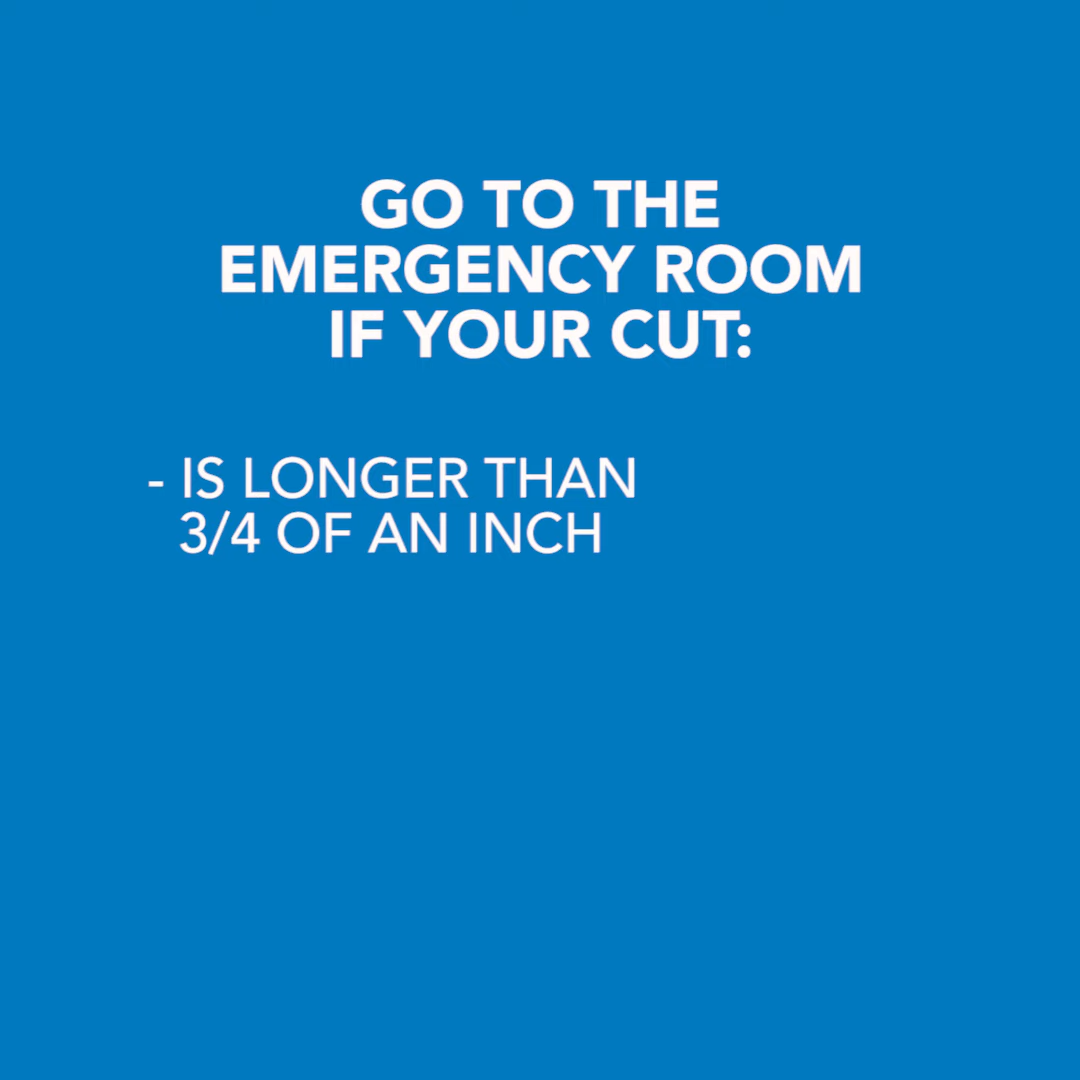 GO TO THE
EMERGENCY ROOM
IF YOUR CUT:
- IS LONGER THAN
3/4 OF AN INCH